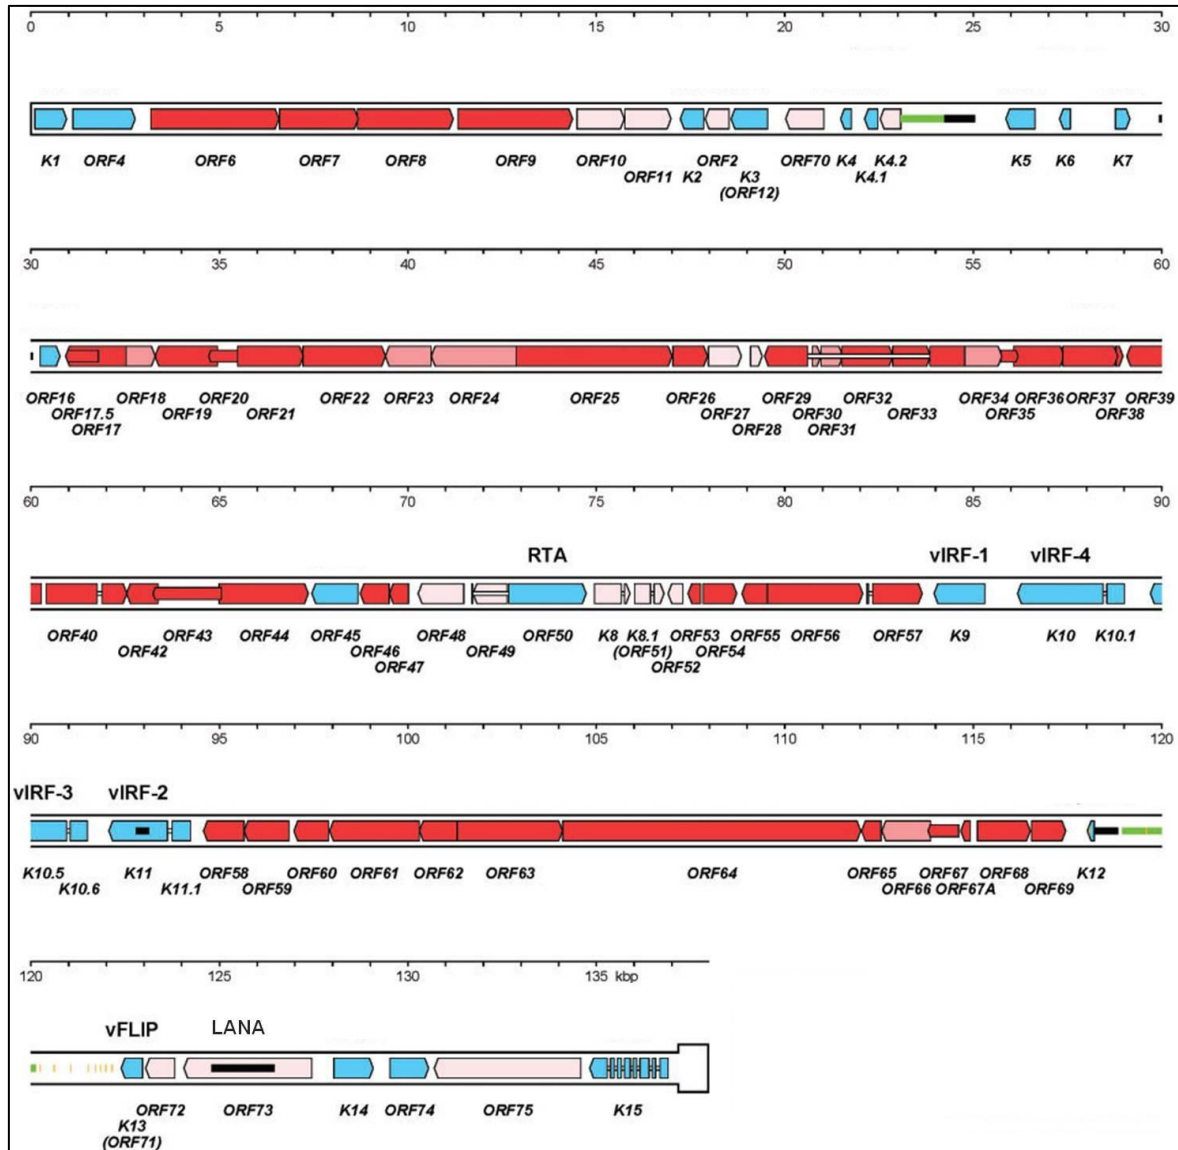 0 5 10 15 20 25 30
K1 ORF4 ORF6 ORF7 ORF8 ORF9 ORF10 ORF2 ORF70 K4 K4.2 K5 K6 K7
ORF11 K2 K3 K4.1
(ORF12)
30 35 40 45 50 55 60
ORF16 ORF18 ORF20 ORF22 ORF23 ORF24 ORF25 ORF26 ORF29 ORF32 ORF34 ORF36 ORF37 ORF39
ORF17.5 ORF19 ORF21 ORF27 ORF30 ORF33 ORF35 ORF38
ORF17 ORF28 ORF31
60 65 70 75 80 85 90
RTA vIRF-1 vIRF-4
ORF40 ORF43 ORF44 ORF45 ORF48 ORF50 K8 K8.1 ORF53 ORF55 ORF56 ORF57 K9 K10 K10.1
ORF42 ORF46 ORF49 (ORF51) ORF54
ORF47 ORF52
90 95 100 105 110 115 120
vIRF-3 vIRF-2
K10.5 K11 ORF58 ORF60 ORF61 ORF62 ORF63 ORF64 ORF65 ORF67 ORF68 K12
K10.6 K11.1 ORF59 ORF66 ORF67A ORF69
120 125 130 135 kbp
vFLIP LANA
ORF72 ORF73 K14 ORF74 ORF75 K15
K13
(ORF71)